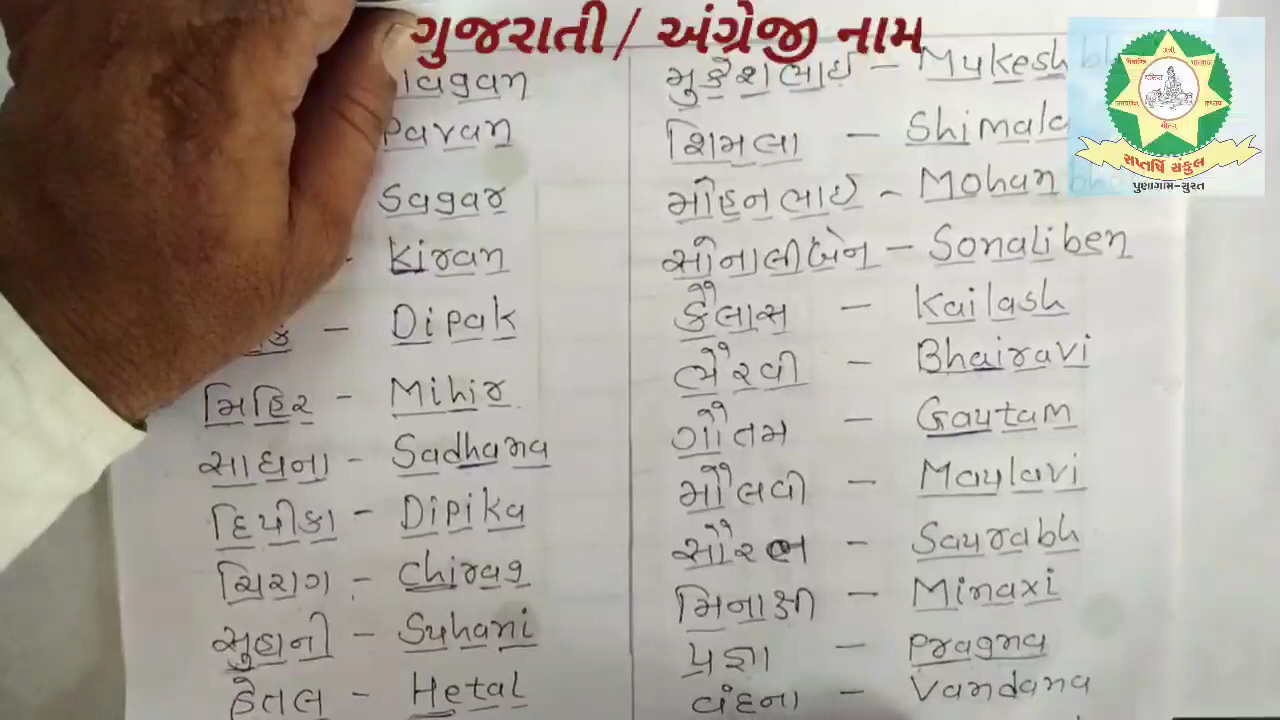 ગુજરાતી / અંગ્રેજી નામ
Pavan
Sagar
- Kiran
- Dipak
મિહિર - Mihir
સાધના - Sadhana
દિપીકા - Dipika
ચિરાગ - Chirag
સુહાની - Suhani
હેતલ - Hetal
મુકેશભાઈ - Mukesh
શિમલા - Shimala
મોહનભાઈ - Mohan
સોનાલીબેન - Sonaliben
કૈલાસ - Kailash
ભૈરવી - Bhairavi
ગૌતમ - Gautam
મૌલવી - Maulavi
સૌરભ - Saurabh
મિનાક્ષી - Minaxi
પ્રજ્ઞા - Pragna
વંદના - Vandana
સપ્તર્ષિ સંકુલ
પુણાગામ-સુરત